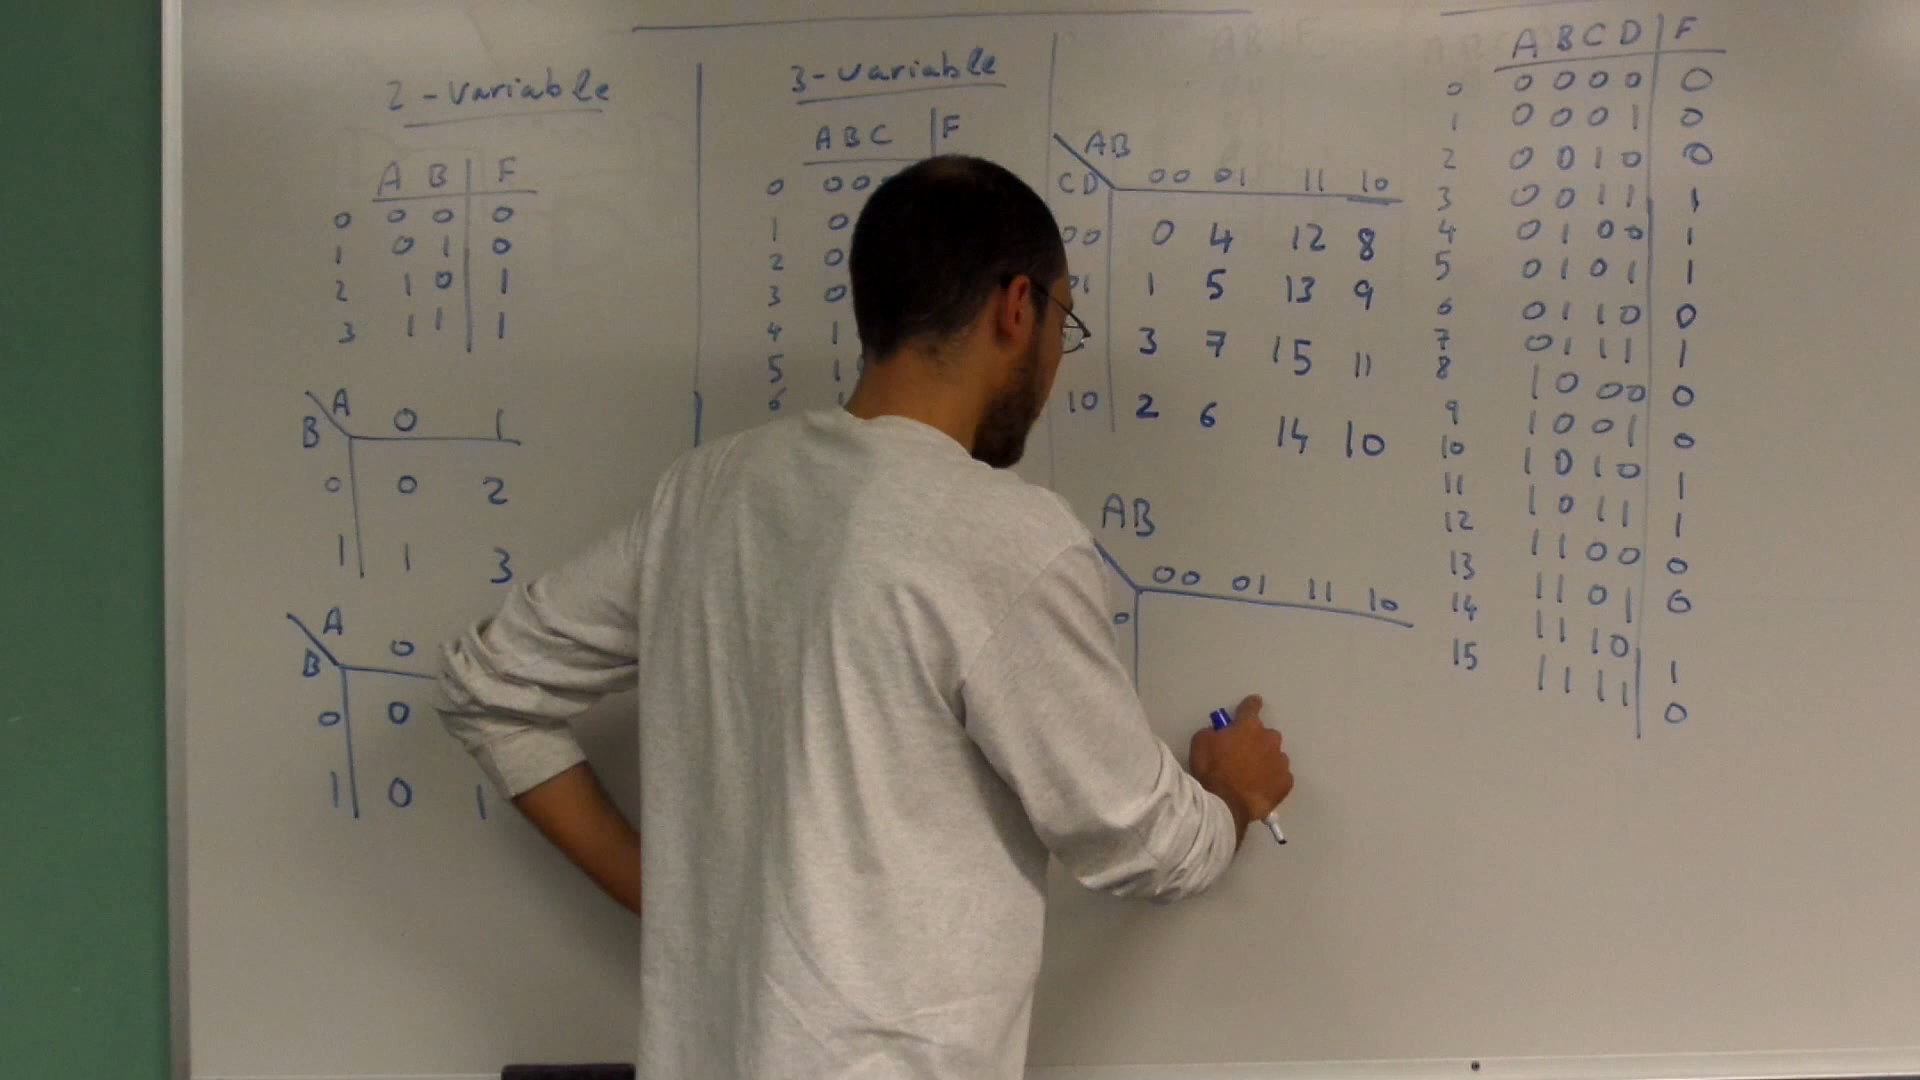 2-variable
A B F
0 0 0 0
1 0 1 0
2 1 0 1
3 1 1 1
A
B 0 1
0 0 2
1 1 3
A
B 0
0 0
1 0 1
3-variable
A B C F
0 0 0
1 0
2 0
3 0
4 1
5 1
6
AB
CD 00 01 11 10
00 0 4 12 8
01 1 5 13 9
3 7 15 11
10 2 6 14 10
AB
00 01 11 10
0
A B C D F
0 0 0 0 0 0
1 0 0 0 1 0
2 0 0 1 0 0
3 0 0 1 1 1
4 0 1 0 0 1
5 0 1 0 1 1
6 0 1 1 0 0
7 0 1 1 1 1
8 1 0 0 0 0
9 1 0 0 1 0
10 1 0 1 0 1
11 1 0 1 1 1
12 1 1 0 0 0
13 1 1 0 1 0
14 1 1 1 0 1
15 1 1 1 1 0